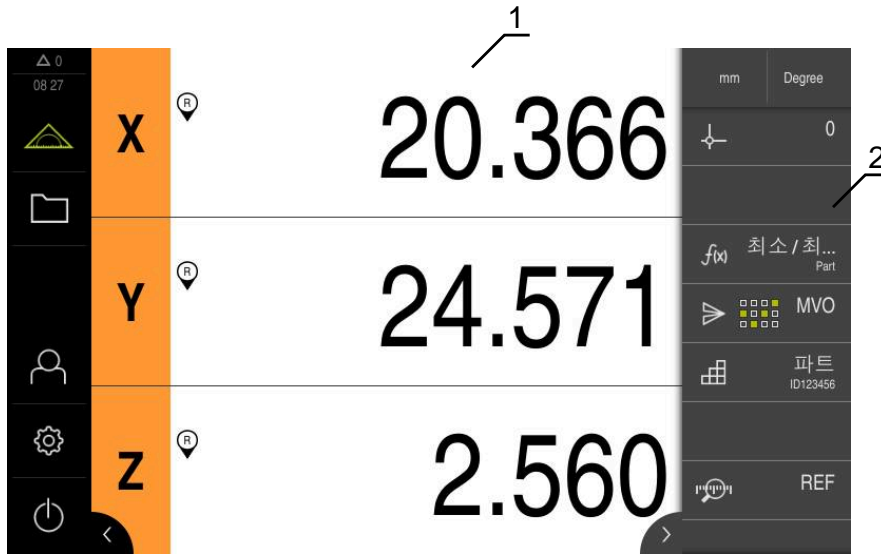 1
0
08 27
mm
Degree
X
R
20.366
0
2
최소 / 최...
f(x)
Part
Y
R
24.571
MVO
파트
ID123456
Z
R
2.560
REF